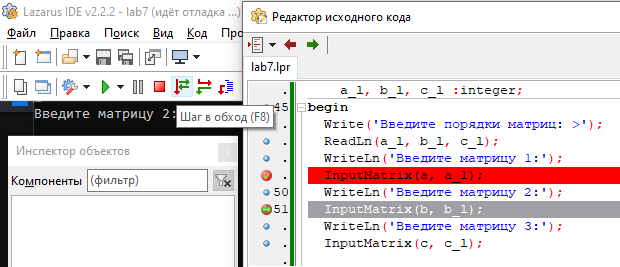 Lazarus IDE v2.2.2 - lab7 (идёт отладка ...)
Файл Правка Поиск Вид Код Про
Введите матрицу 2:
Шаг в обход (F8)
Инспектор объектов
Компоненты (фильтр)
Редактор исходного кода
lab7.lpr
a_l, b_l, c_l :integer;
45 begin
Write('Введите порядки матриц: >');
ReadLn(a_l, b_l, c_l);
WriteLn('Введите матрицу 1:');
InputMatrix(a, a_l);
50 WriteLn('Введите матрицу 2:');
51 InputMatrix(b, b_l);
WriteLn('Введите матрицу 3:');
InputMatrix(c, c_l);